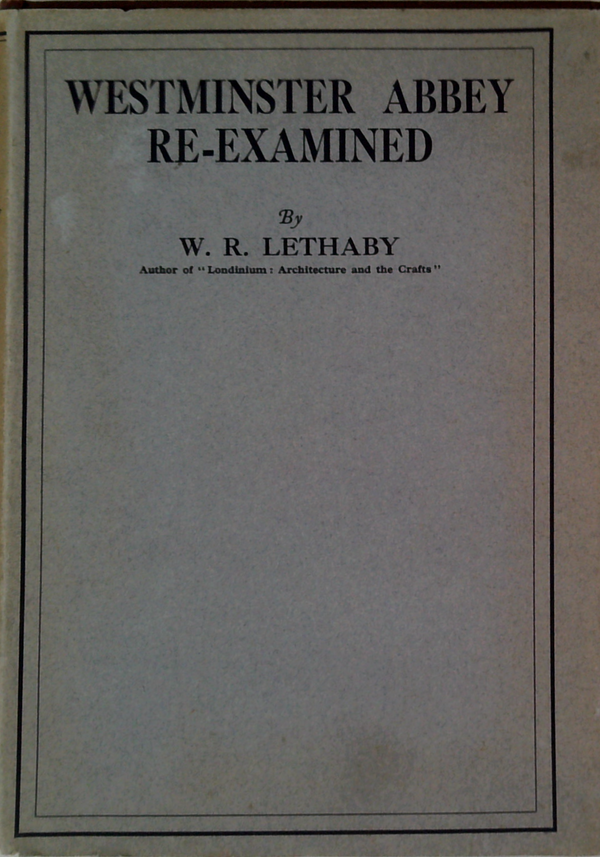 WESTMINSTER ABBEY
RE-EXAMINED
By
W. R. LETHABY
Author of "Londinium: Architecture and the Crafts"